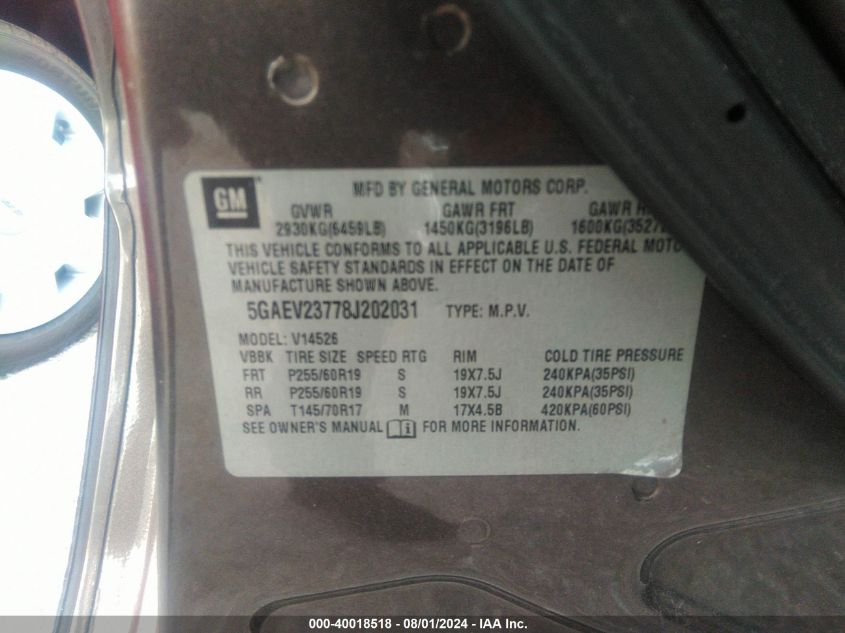 GM
MFD BY GENERAL MOTORS CORP.
GVWR GAWR FRT GAWR
2930KG(6459LB) 1450KG(3196LB) 1600KG(3527
THIS VEHICLE CONFORMS TO ALL APPLICABLE U.S. FEDERAL MOTO
VEHICLE SAFETY STANDARDS IN EFFECT ON THE DATE OF
MANUFACTURE SHOWN ABOVE.
5GAEV23778J202031 TYPE: M.P.V.
MODEL: V14526
VBBK TIRE SIZE SPEED RTG RIM COLD TIRE PRESSURE
FRT P255/60R19 S 19X7.5J 240KPA(35PSI)
RR P255/60R19 S 19X7.5J 240KPA(35PSI)
SPA T145/70R17 M 17X4.5B 420KPA(60PSI)
SEE OWNER'S MANUAL FOR MORE INFORMATION.
000-40018518 - 08/01/2024 - IAA Inc.